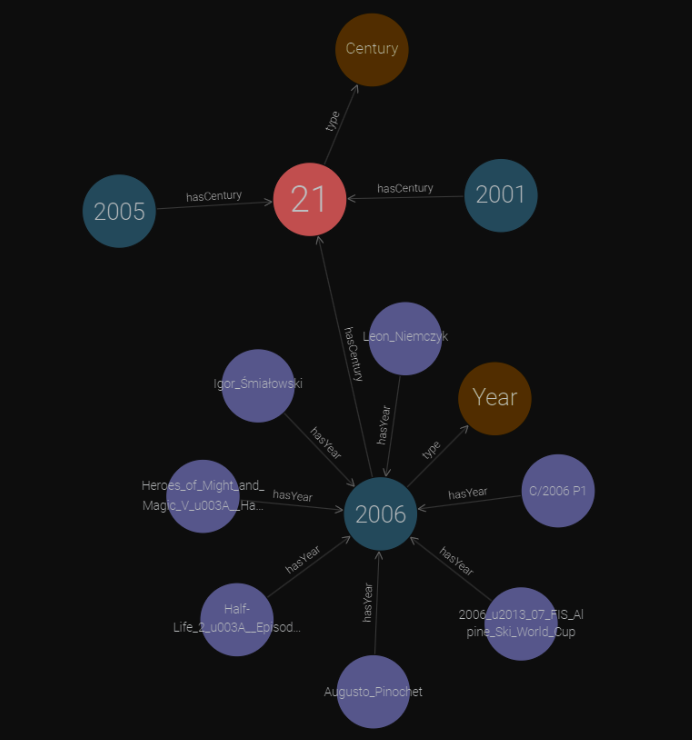 Century
type
2005
hasCentury
21
hasCentury
2001
hasCentury
Leon_Niemczyk
Igor_Śmiałowski
hasYear
hasYear
type
Year
Heroes_of_Might_and_
Magic_V_u003A__Ha...
hasYear
2006
hasYear
C/2006 P1
hasYear
hasYear
hasYear
Half-
Life_2_u003A__Episod...
2006_u2013_07_FIS_Al
pine_Ski_World_Cup
Augusto_Pinochet